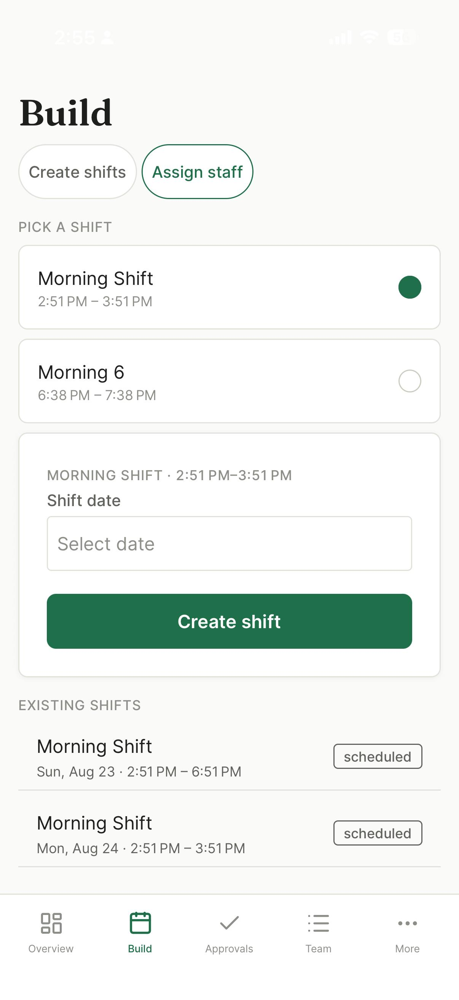 2:55
Build
Create shifts
Assign staff
PICK A SHIFT
Morning Shift
2:51 PM – 3:51 PM
Morning 6
6:38 PM – 7:38 PM
MORNING SHIFT · 2:51 PM–3:51 PM
Shift date
Select date
Create shift
EXISTING SHIFTS
Morning Shift
Sun, Aug 23 · 2:51 PM – 6:51 PM
scheduled
Morning Shift
Mon, Aug 24 · 2:51 PM – 3:51 PM
scheduled
Overview
Build
Approvals
Team
More